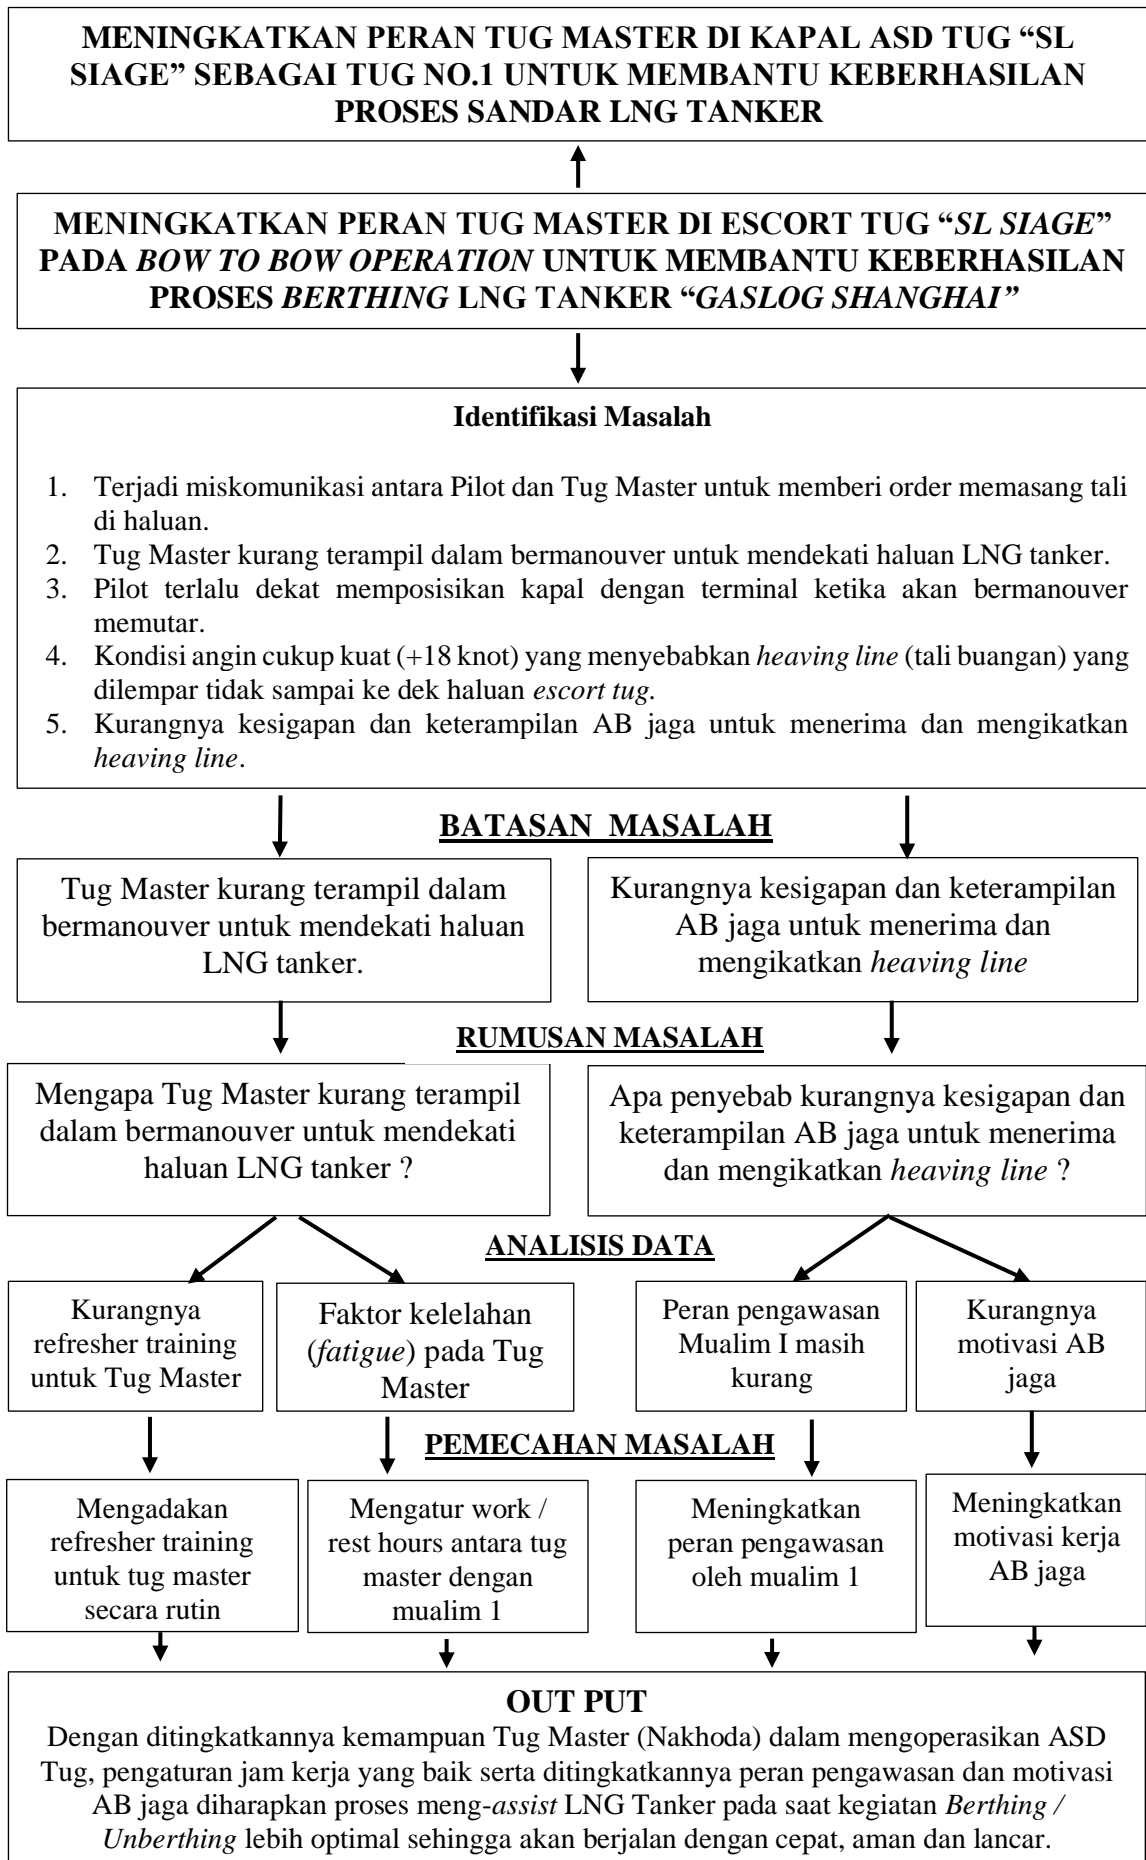 MENINGKATKAN PERAN TUG MASTER DI KAPAL ASD TUG “SL
SIAGE” SEBAGAI TUG NO.1 UNTUK MEMBANTU KEBERHASILAN
PROSES SANDAR LNG TANKER
MENINGKATKAN PERAN TUG MASTER DI ESCORT TUG “SL SIAGE”
PADA BOW TO BOW OPERATION UNTUK MEMBANTU KEBERHASILAN
PROSES BERTHING LNG TANKER “GASLOG SHANGHAI”
Identifikasi Masalah
1. Terjadi miskomunikasi antara Pilot dan Tug Master untuk memberi order memasang tali
di haluan.
2. Tug Master kurang terampil dalam bermanouver untuk mendekati haluan LNG tanker.
3. Pilot terlalu dekat memposisikan kapal dengan terminal ketika akan bermanouver
memutar.
4. Kondisi angin cukup kuat (+18 knot) yang menyebabkan heaving line (tali buangan) yang
dilempar tidak sampai ke dek haluan escort tug.
5. Kurangnya kesigapan dan keterampilan AB jaga untuk menerima dan mengikatkan
heaving line.
BATASAN MASALAH
Tug Master kurang terampil dalam
bermanouver untuk mendekati haluan
LNG tanker.
Kurangnya kesigapan dan keterampilan
AB jaga untuk menerima dan
mengikatkan heaving line
RUMUSAN MASALAH
Mengapa Tug Master kurang terampil
dalam bermanouver untuk mendekati
haluan LNG tanker ?
Apa penyebab kurangnya kesigapan dan
keterampilan AB jaga untuk menerima
dan mengikatkan heaving line ?
ANALISIS DATA
Kurangnya
refresher training
untuk Tug Master
Faktor kelelahan
(fatigue) pada Tug
Master
Peran pengawasan
Mualim I masih
kurang
Kurangnya
motivasi AB
jaga
PEMECAHAN MASALAH
Mengadakan
refresher training
untuk tug master
secara rutin
Mengatur work /
rest hours antara tug
master dengan
mualim 1
Meningkatkan
peran pengawasan
oleh mualim 1
Meningkatkan
motivasi kerja
AB jaga
OUT PUT
Dengan ditingkatkannya kemampuan Tug Master (Nakhoda) dalam mengoperasikan ASD
Tug, pengaturan jam kerja yang baik serta ditingkatkannya peran pengawasan dan motivasi
AB jaga diharapkan proses meng-assist LNG Tanker pada saat kegiatan Berthing /
Unberthing lebih optimal sehingga akan berjalan dengan cepat, aman dan lancar.